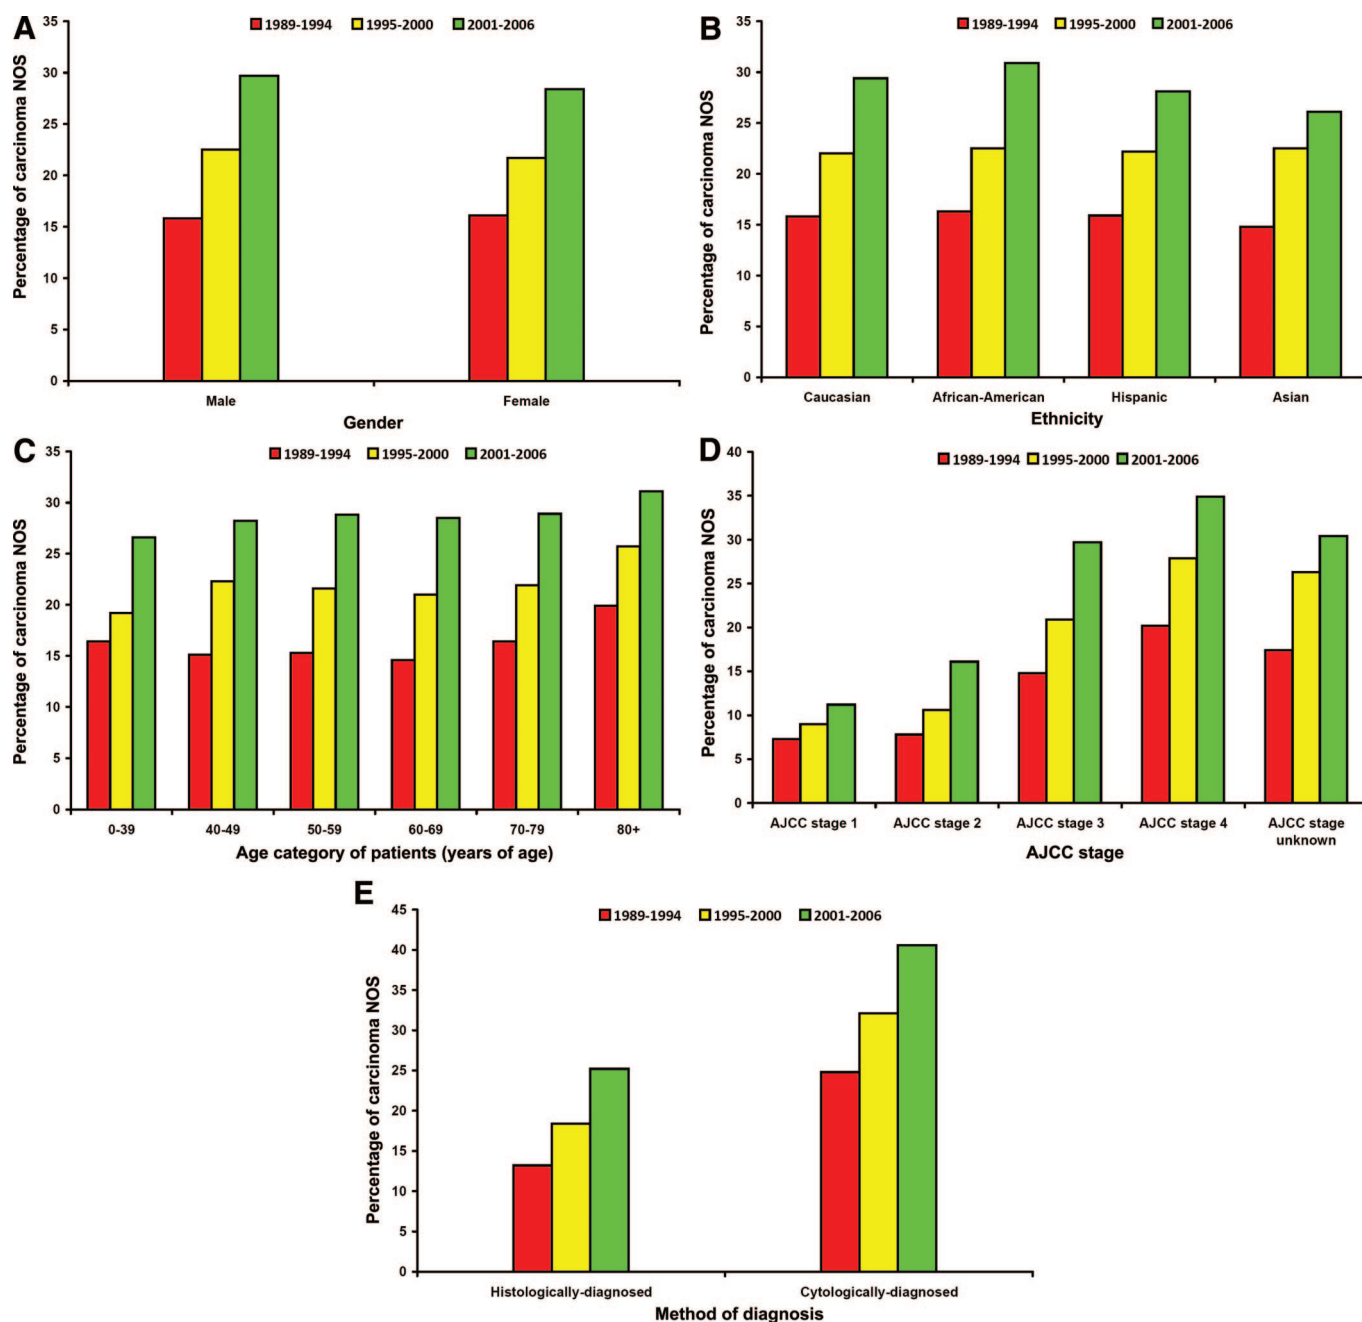 A
1989-1994 1995-2000 2001-2006
Percentage of carcinoma NOS
35
30
25
20
15
10
5
0
Male Female
Gender
B
1989-1994 1995-2000 2001-2006
Percentage of carcinoma NOS
35
30
25
20
15
10
5
0
Caucasian African-American Hispanic Asian
Ethnicity
C
1989-1994 1995-2000 2001-2006
Percentage of carcinoma NOS
35
30
25
20
15
10
5
0
0-39 40-49 50-59 60-69 70-79 80+
Age category of patients (years of age)
D
1989-1994 1995-2000 2001-2006
Percentage of carcinoma NOS
40
35
30
25
20
15
10
5
0
AJCC stage 1 AJCC stage 2 AJCC stage 3 AJCC stage 4 AJCC stage
unknown
AJCC stage
E
1989-1994 1995-2000 2001-2006
Percentage of carcinoma NOS
45
40
35
30
25
20
15
10
5
0
Histologically-diagnosed Cytologically-diagnosed
Method of diagnosis